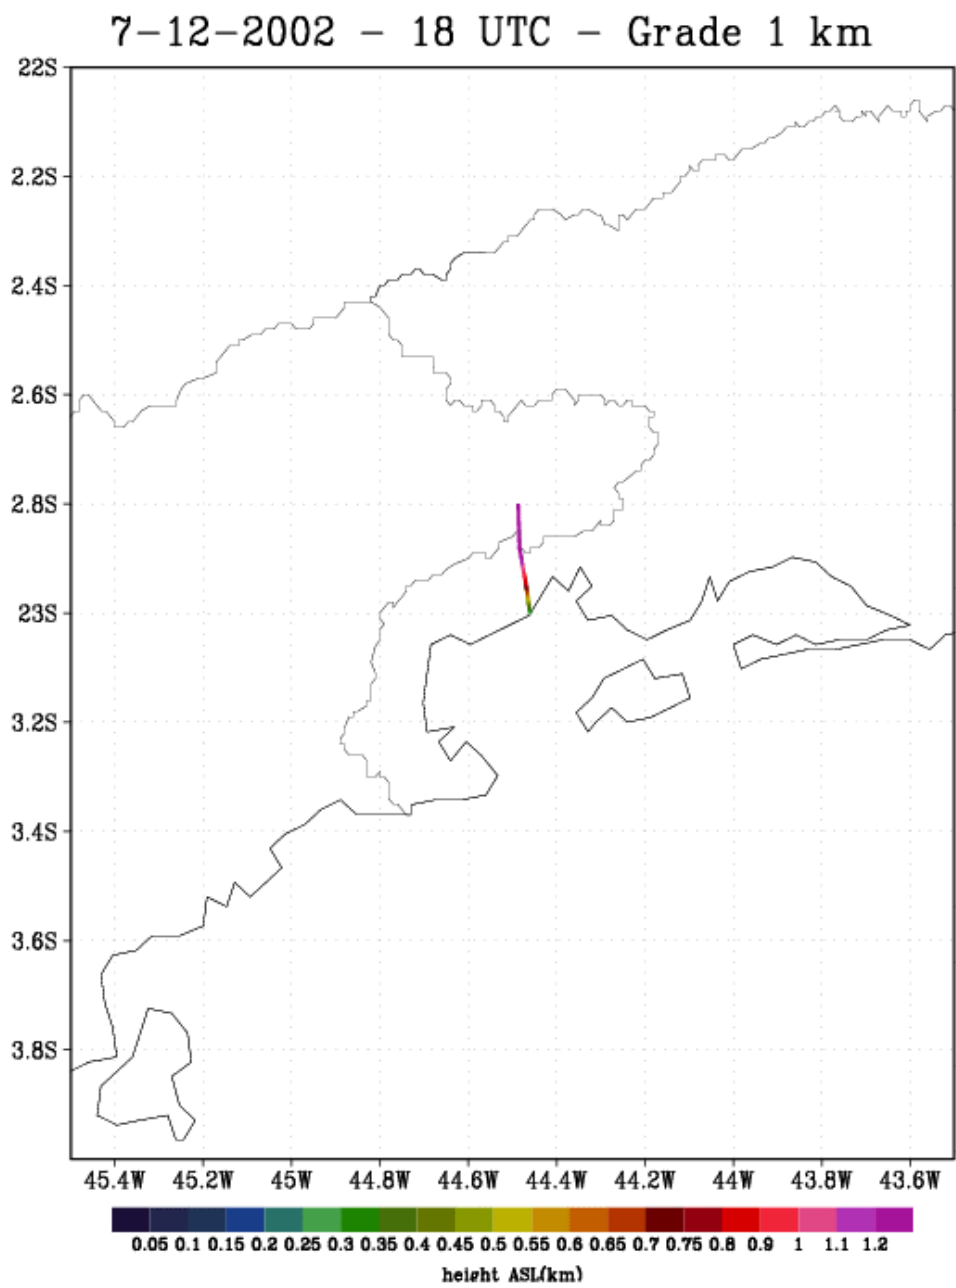 7-12-2002 - 18 UTC - Grade 1 km
22S
2.2S
2.4S
2.6S
2.8S
23S
3.2S
3.4S
3.6S
3.8S
45.4W 45.2W 45W 44.8W 44.6W 44.4W 44.2W 44W 43.8W 43.6W
0.05 0.1 0.15 0.2 0.25 0.3 0.35 0.4 0.45 0.5 0.55 0.6 0.65 0.7 0.75 0.8 0.9 1 1.1 1.2
height ASL(km)